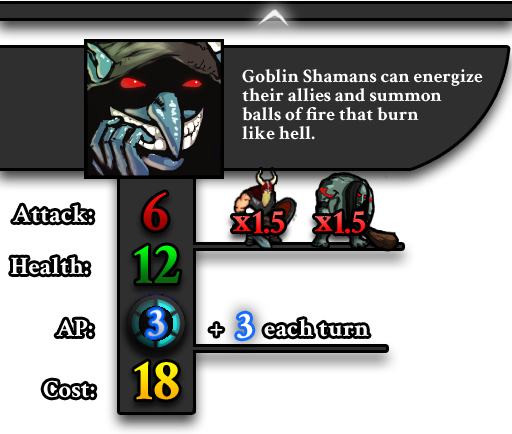 Goblin Shamans can energize
their allies and summon
balls of fire that burn
like hell.
Attack: 6 x1.5 x1.5
Health: 12
AP: 3 + 3 each turn
Cost: 18